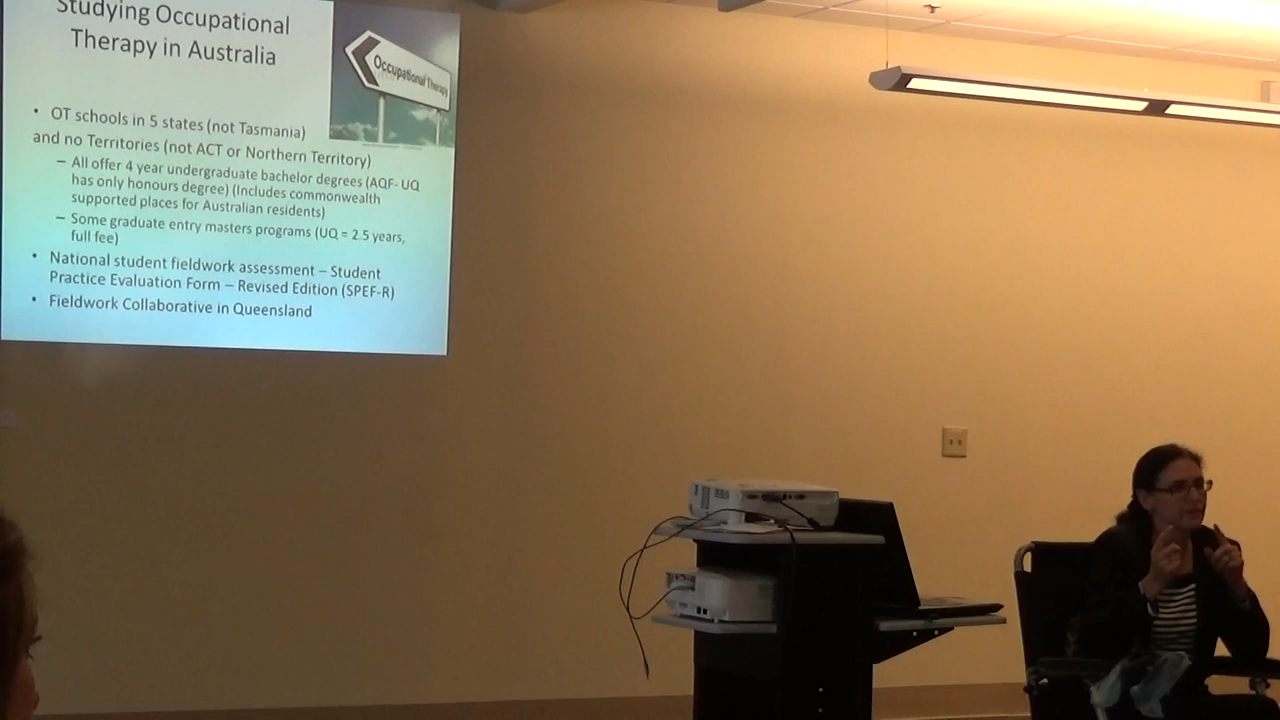 Studying Occupational
Therapy in Australia
Occupational Therapy
• OT schools in 5 states (not Tasmania)
and no Territories (not ACT or Northern Territory)
– All offer 4 year undergraduate bachelor degrees (AQF- UQ
has only honours degree) (Includes commonwealth
supported places for Australian residents)
– Some graduate entry masters programs (UQ = 2.5 years,
full fee)
• National student fieldwork assessment – Student
Practice Evaluation Form – Revised Edition (SPEF-R)
• Fieldwork Collaborative in Queensland